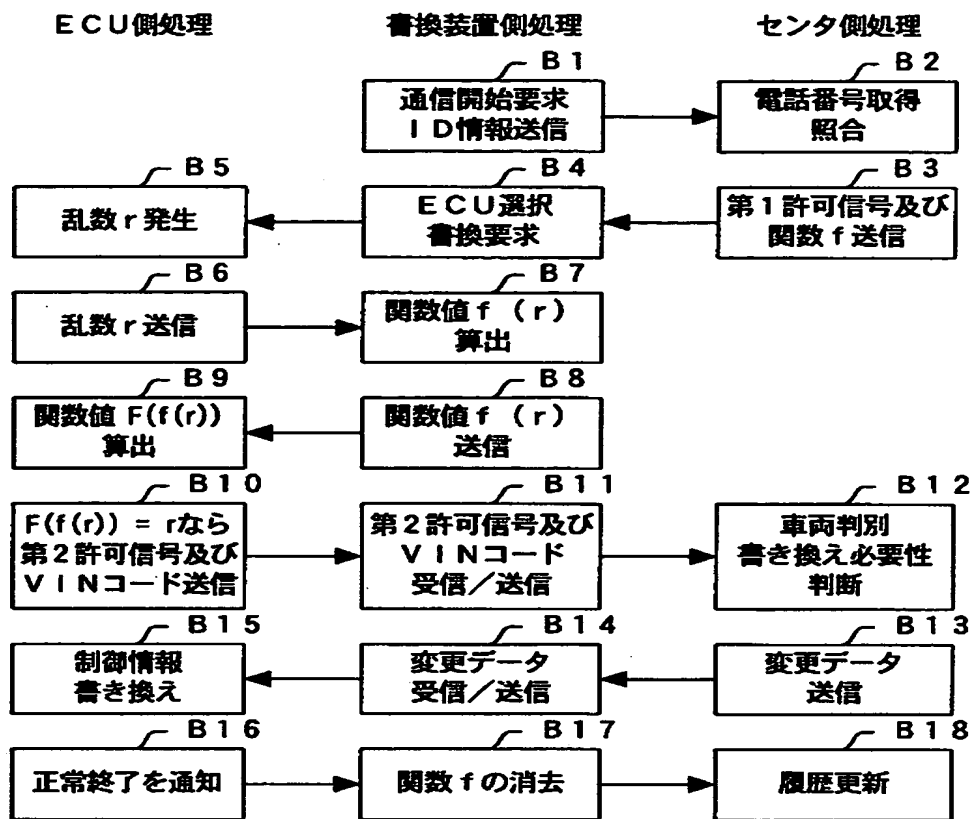 ECU側処理
書換装置側処理
センタ側処理
B1
通信開始要求
ID情報送信
B2
電話番号取得
照合
B5
乱数r発生
B4
ECU選択
書換要求
B3
第1許可信号及び
関数f送信
B6
乱数r送信
B7
関数値f（r）
算出
B9
関数値 F(f(r))
算出
B8
関数値f（r）
送信
B10
F(f(r)) = rなら
第2許可信号及び
VINコード送信
B11
第2許可信号及び
VINコード
受信／送信
B12
車両判別
書き換え必要性
判断
B15
制御情報
書き換え
B14
変更データ
受信／送信
B13
変更データ
送信
B16
正常終了を通知
B17
関数fの消去
B18
履歴更新